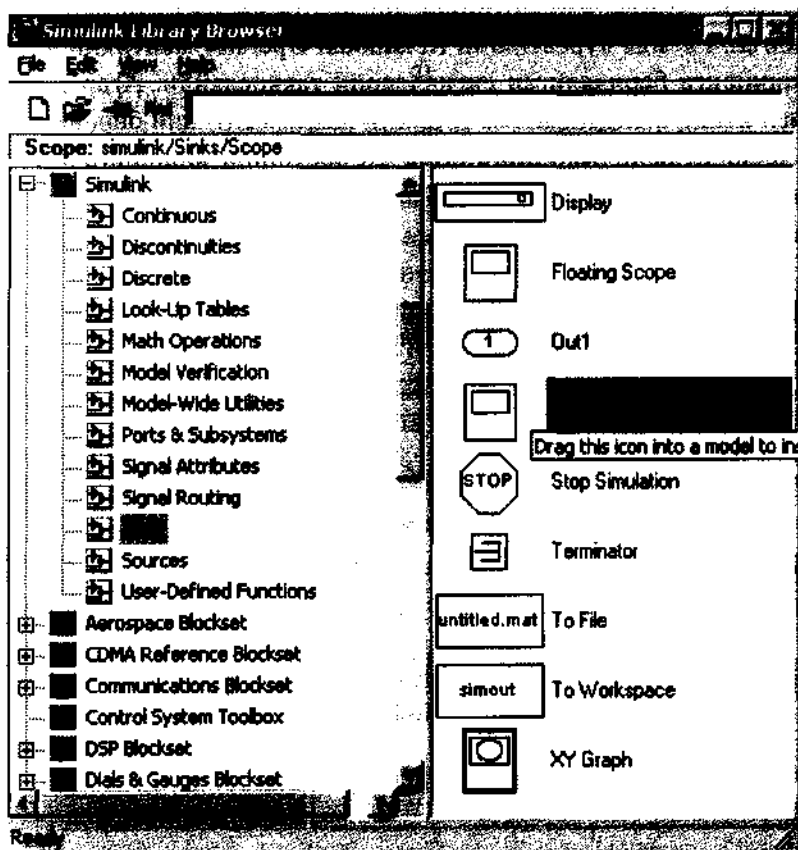 Simulink Library Browser
File Edit View Help
Scope: simulink/Sinks/Scope
Simulink
Continuous
Discontinuities
Discrete
Look-Up Tables
Math Operations
Model Verification
Model-Wide Utilities
Ports & Subsystems
Signal Attributes
Signal Routing
Sources
User-Defined Functions
Aerospace Blockset
CDMA Reference Blockset
Communications Blockset
Control System Toolbox
DSP Blockset
Dials & Gauges Blockset
Display
Floating Scope
1 Out1
Drag this icon into a model to ins
STOP Stop Simulation
Terminator
untitled.mat To File
simout To Workspace
XY Graph
Ready